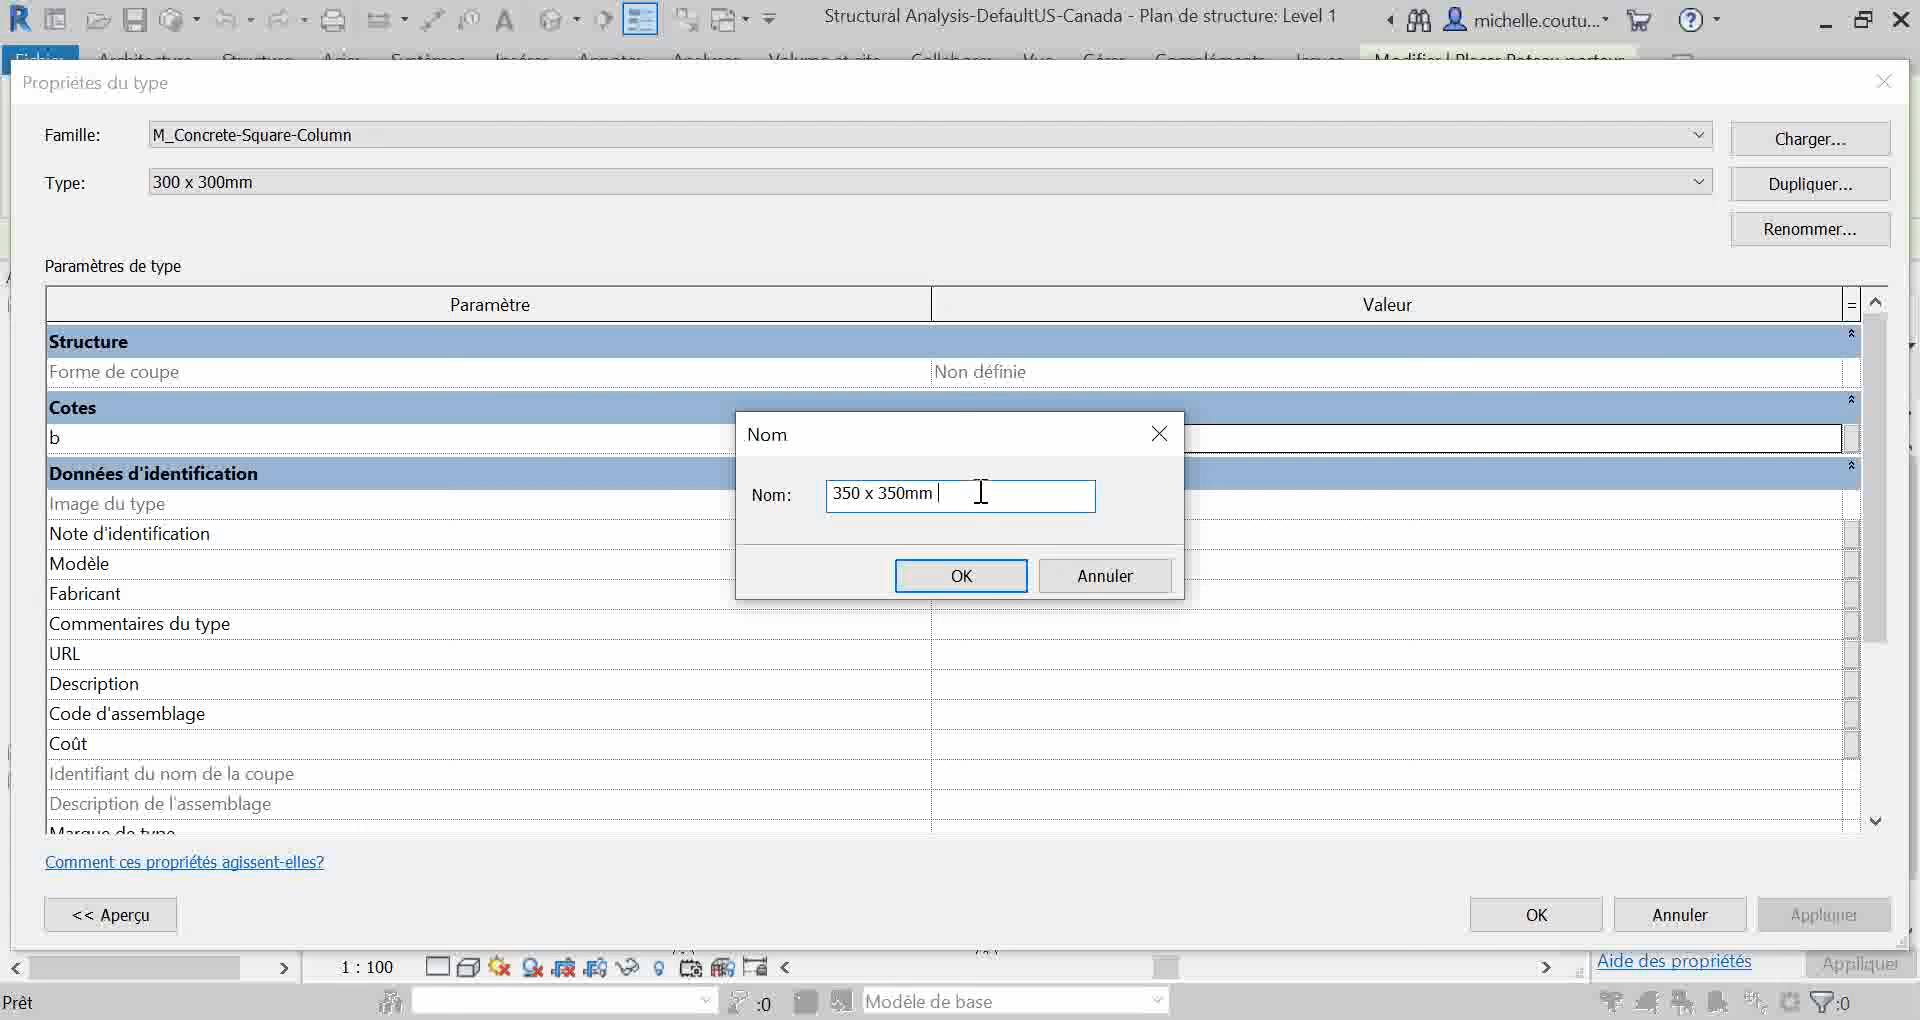 Structural Analysis-DefaultUS-Canada - Plan de structure: Level 1
michelle.coutu...
Propriétés du type
Famille:
M_Concrete-Square-Column
Charger...
Type:
300 x 300mm
Dupliquer...
Renommer...
Paramètres de type
Paramètre
Valeur
=
Structure
Forme de coupe
Non définie
Cotes
b
Données d'identification
Image du type
Note d'identification
Modèle
Fabricant
Commentaires du type
URL
Description
Code d'assemblage
Coût
Identifiant du nom de la coupe
Description de l'assemblage
Marque de type
Nom
Nom:
350 x 350mm
OK
Annuler
Comment ces propriétés agissent-elles?
<< Aperçu
OK
Annuler
Appliquer
1 : 100
Aide des propriétés
Appliquer
Prêt
:0
Modèle de base
:0